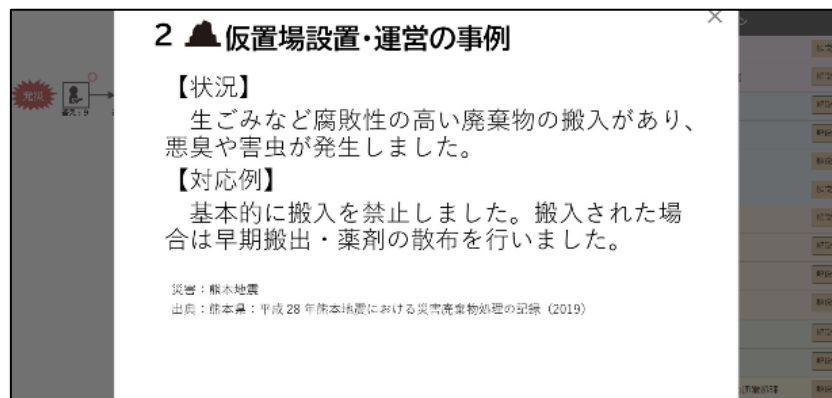 2 仮置場設置・運営の事例
【状況】
生ごみなど腐敗性の高い廃棄物の搬入があり、
悪臭や害虫が発生しました。
【対応例】
基本的に搬入を禁止しました。搬入された場
合は早期搬出・薬剤の散布を行いました。
災害：熊本地震
出典：熊本県：平成 28 年熊本地震における災害廃棄物処理の記録（2019）
発災
答え：9